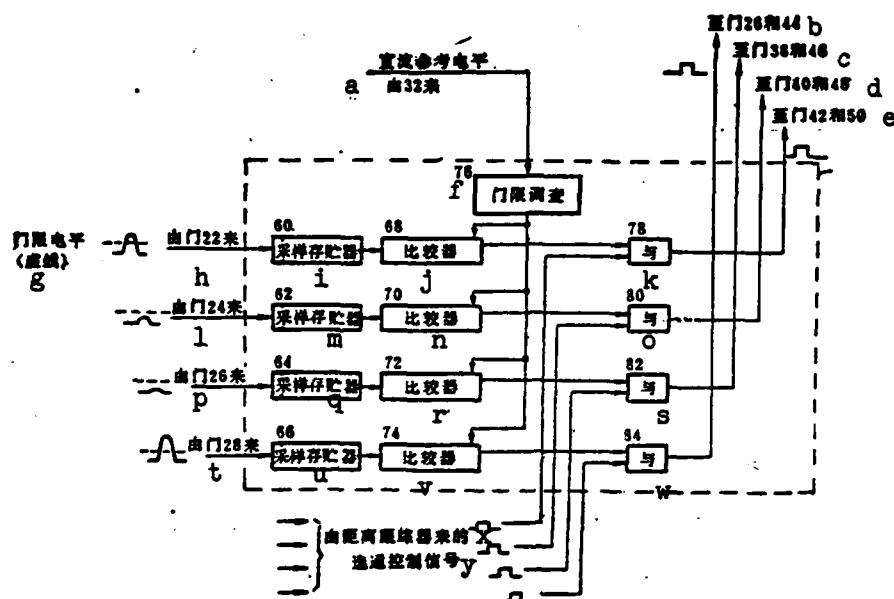 至门26和44 b
至门38和46 c
直流参考电平
a 由32来
至门40和48 d
至门42和50 e
76
f 门限调查
门限电平
(虚线)
g
由门22来
h
60
采样存贮器
i
68
比较器
j
78
与
k
由门24来
l
62
采样存贮器
m
70
比较器
n
80
与
o
由门26来
p
64
采样存贮器
q
72
比较器
r
82
与
s
由门28来
t
66
采样存贮器
u
74
比较器
v
84
与
w
由距离跟踪器来的 x
选通控制信号 y